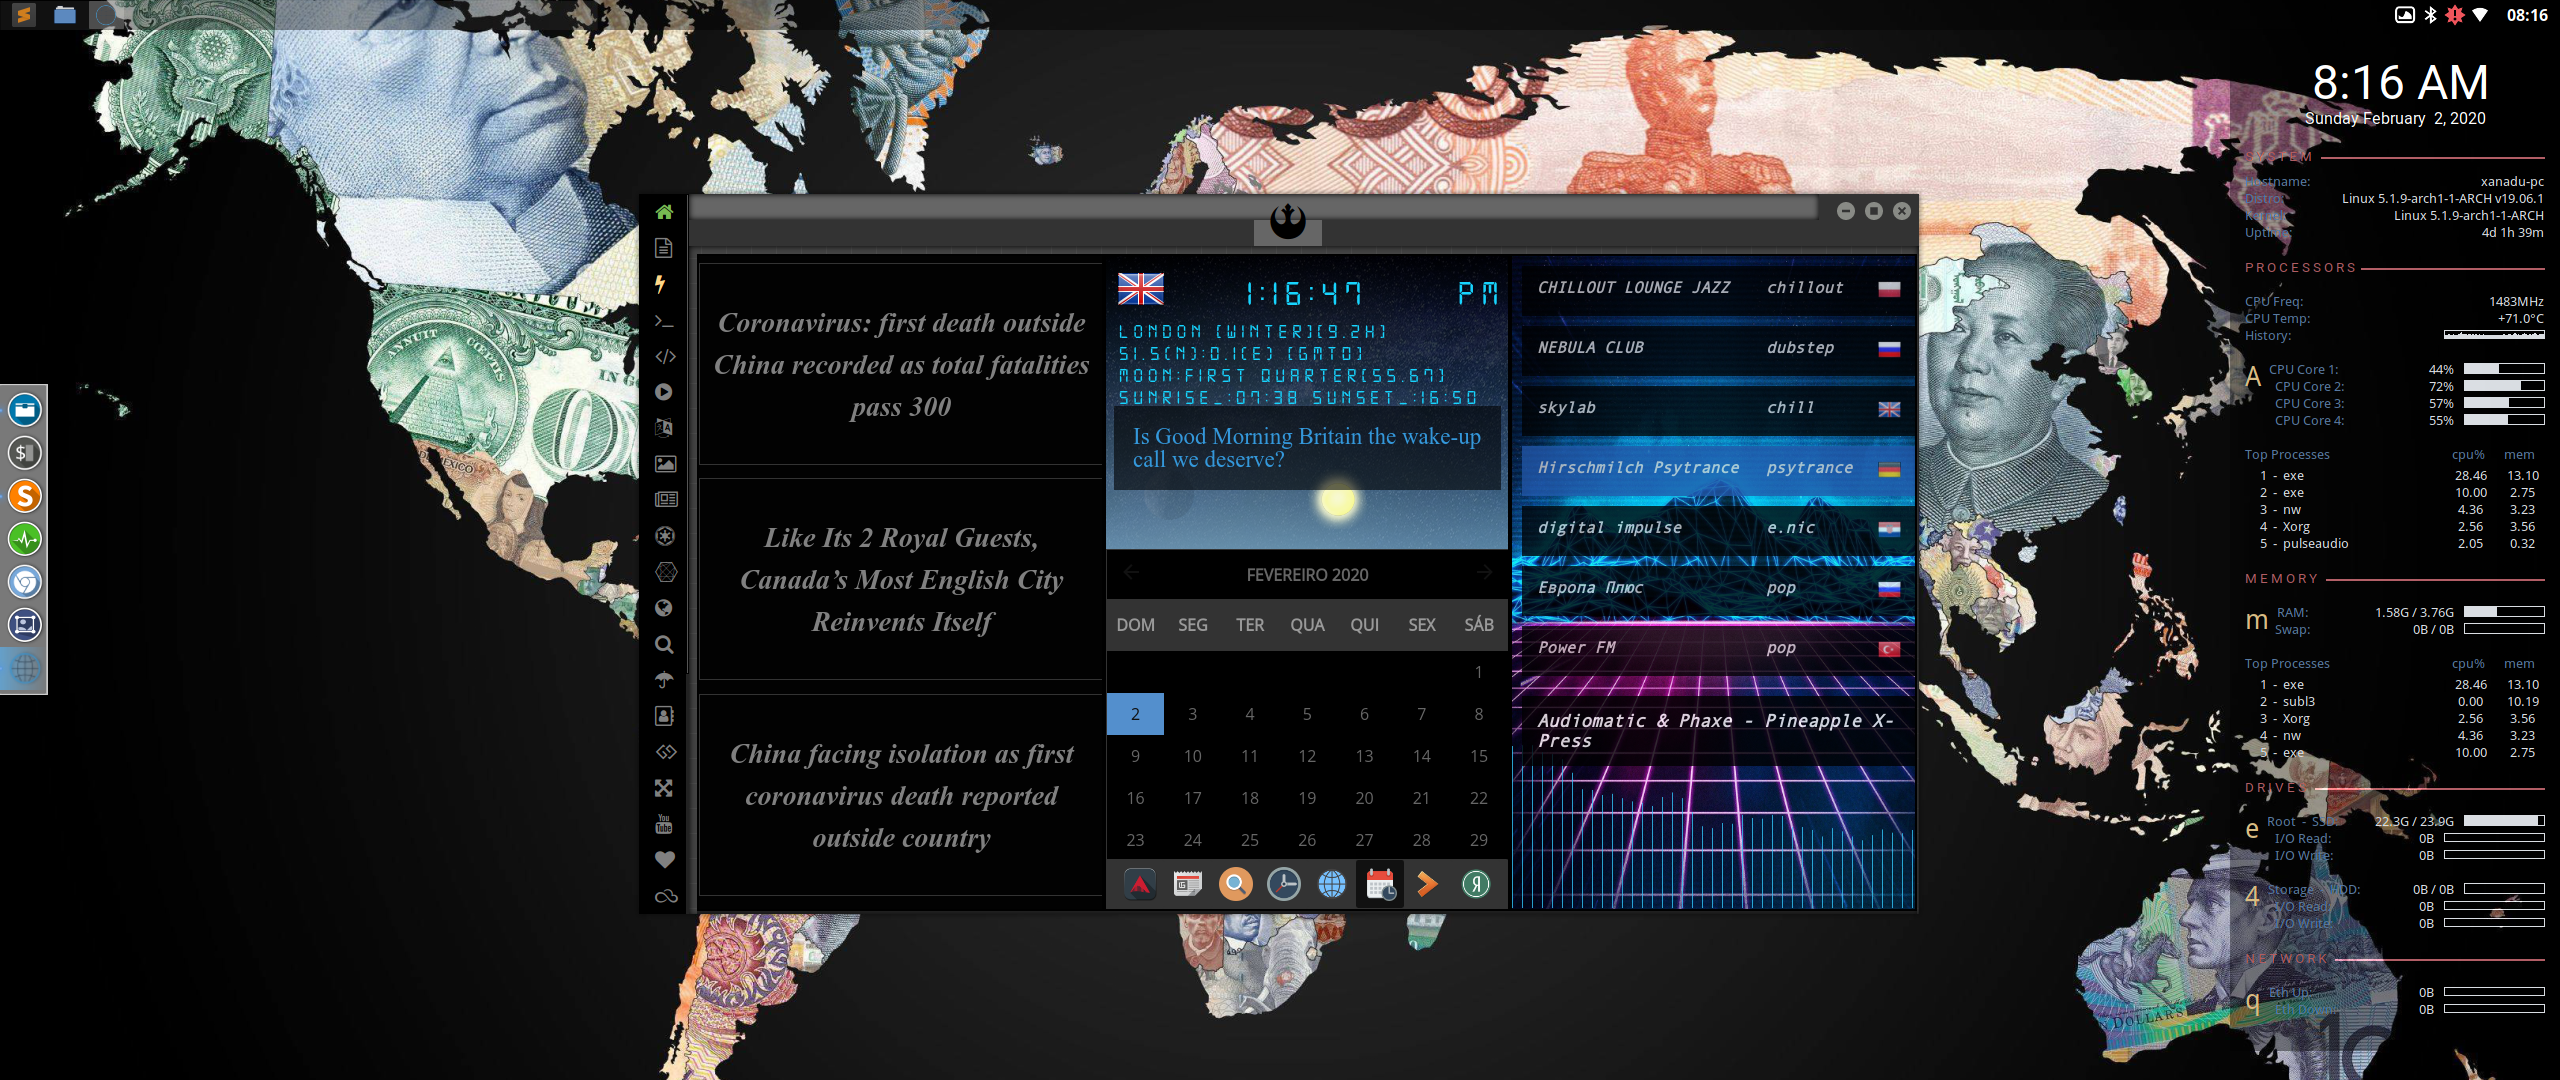 08:16
8:16 AM
Sunday February 2, 2020
SYSTEM
Hostname: xanadu-pc
Distro: Linux 5.1.9-arch1-1-ARCH v19.06.1
Linux 5.1.9-arch1-1-ARCH
Uptime: 4d 1h 39m
PROCESSORS
CPU Freq: 1483MHz
CPU Temp: +71.0°C
History:
A CPU Core 1: 44%
CPU Core 2: 72%
CPU Core 3: 57%
CPU Core 4: 55%
Top Processes cpu% mem
1 - exe 28.46 13.10
2 - exe 10.00 2.75
3 - nw 4.36 3.23
4 - Xorg 2.56 3.56
5 - pulseaudio 2.05 0.32
MEMORY
m RAM: 1.58G / 3.76G
Swap: 0B / 0B
Top Processes cpu% mem
1 - exe 28.46 13.10
2 - subl3 0.00 10.19
3 - Xorg 2.56 3.56
4 - nw 4.36 3.23
5 - exe 10.00 2.75
DRIVES
e Root - SSD: 22.3G / 23.9G
I/O Read: 0B
I/O Write: 0B
4 Storage HDD: 0B / 0B
I/O Read: 0B
I/O Write: 0B
NETWORK
q Eth Up: 0B
Eth Down: 0B
Coronavirus: first death outside
China recorded as total fatalities
pass 300
Like Its 2 Royal Guests,
Canada’s Most English City
Reinvents Itself
China facing isolation as first
coronavirus death reported
outside country
1:16:47 PM
LONDON [WINTER][9.2H]
51.5(N):0.1(E) [GMT0]
MOON:FIRST QUARTER(55.67)
SUNRISE_:07:38 SUNSET_:16:50
Is Good Morning Britain the wake-up
call we deserve?
FEVEREIRO 2020
DOM SEG TER QUA QUI SEX SÁB
1
2 3 4 5 6 7 8
9 10 11 12 13 14 15
16 17 18 19 20 21 22
23 24 25 26 27 28 29
CHILLOUT LOUNGE JAZZ chillout
NEBULA CLUB dubstep
skylab chill
Hirschmilch Psytrance psytrance
digital impulse e.nic
Европа Плюс pop
Power FM pop
Audiomatic & Phaxe - Pineapple X-
Press
You
Tube
ANNUIT CŒPTIS
IN G
MEXICO
DOLLARS